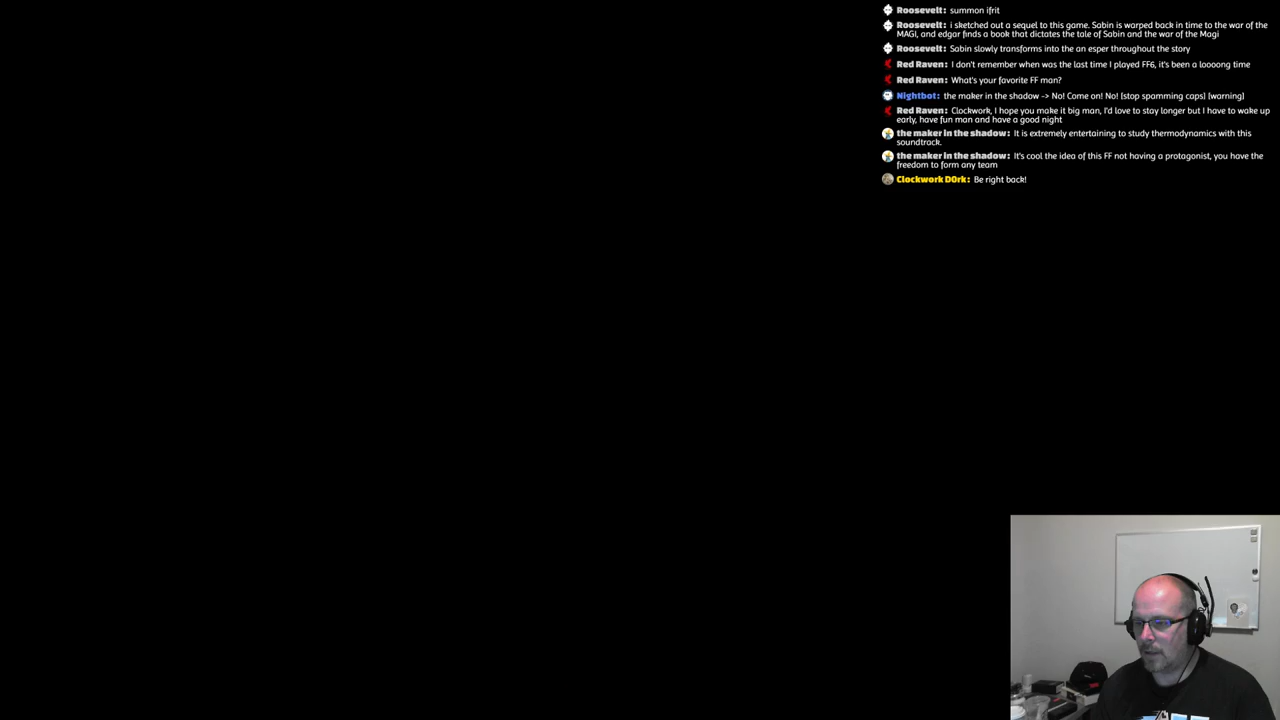 Roosevelt: summon ifrit
Roosevelt: i sketched out a sequel to this game. Sabin is warped back in time to the war of the
MAGI, and edgar finds a book that dictates the tale of Sabin and the war of the Magi
Roosevelt: Sabin slowly transforms into the an esper throughout the story
Red Raven: I don't remember when was the last time I played FF6, it's been a loooong time
Red Raven: What's your favorite FF man?
Nightbot: the maker in the shadow -> No! Come on! No! [stop spamming caps] [warning]
Red Raven: Clockwork, I hope you make it big man, I'd love to stay longer but I have to wake up
early, have fun man and have a good night
the maker in the shadow: It is extremely entertaining to study thermodynamics with this
soundtrack.
the maker in the shadow: It's cool the idea of this FF not having a protagonist, you have the
freedom to form any team
Clockwork D0rk: Be right back!